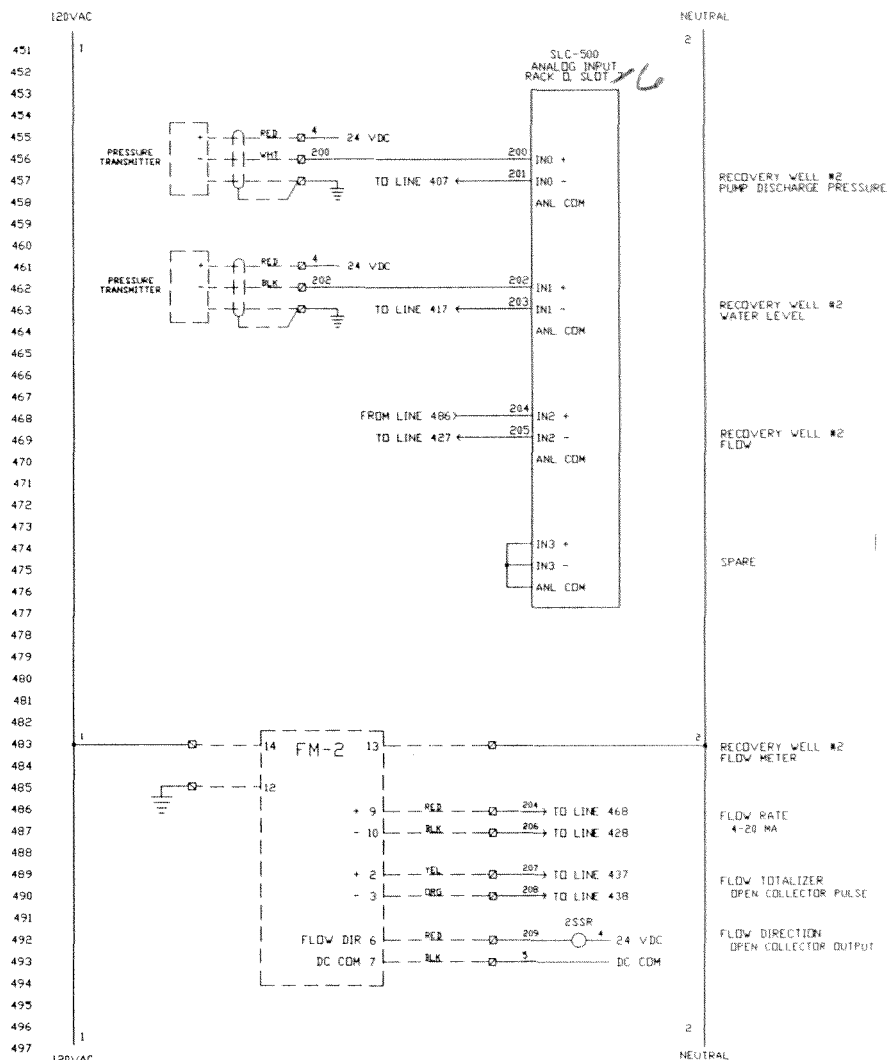 120VAC NEUTRAL
1 2
451
452 SLC-500
ANALOG INPUT
RACK 0, SLOT 6
453
454
455 + RED 4 24 VDC
456 PRESSURE TRANSMITTER - WHT 200 200 IN0 +
457 TO LINE 407 201 IN0 - RECOVERY WELL #2
458 ANL COM PUMP DISCHARGE PRESSURE
459
460
461 + RED 4 24 VDC
462 PRESSURE TRANSMITTER - BLK 202 202 IN1 +
463 TO LINE 417 203 IN1 - RECOVERY WELL #2
464 ANL COM WATER LEVEL
465
466
467
468 FROM LINE 486 204 IN2 +
469 TO LINE 427 205 IN2 - RECOVERY WELL #2
470 ANL COM FLOW
471
472
473
474 IN3 +
475 IN3 - SPARE
476 ANL COM
477
478
479
480
481
482
483 1 14 FM-2 13 2 RECOVERY WELL #2
484 FLOW METER
485 12
486 + 9 RED 204 TO LINE 468 FLOW RATE
487 - 10 BLK 206 TO LINE 428 4-20 MA
488
489 + 2 YEL 207 TO LINE 437 FLOW TOTALIZER
490 - 3 ORG 208 TO LINE 438 OPEN COLLECTOR PULSE
491 2SSR
492 FLOW DIR 6 RED 209 4 24 VDC FLOW DIRECTION
493 DC COM 7 BLK 5 DC COM OPEN COLLECTOR OUTPUT
494
495
496
497 1 2
120VAC NEUTRAL